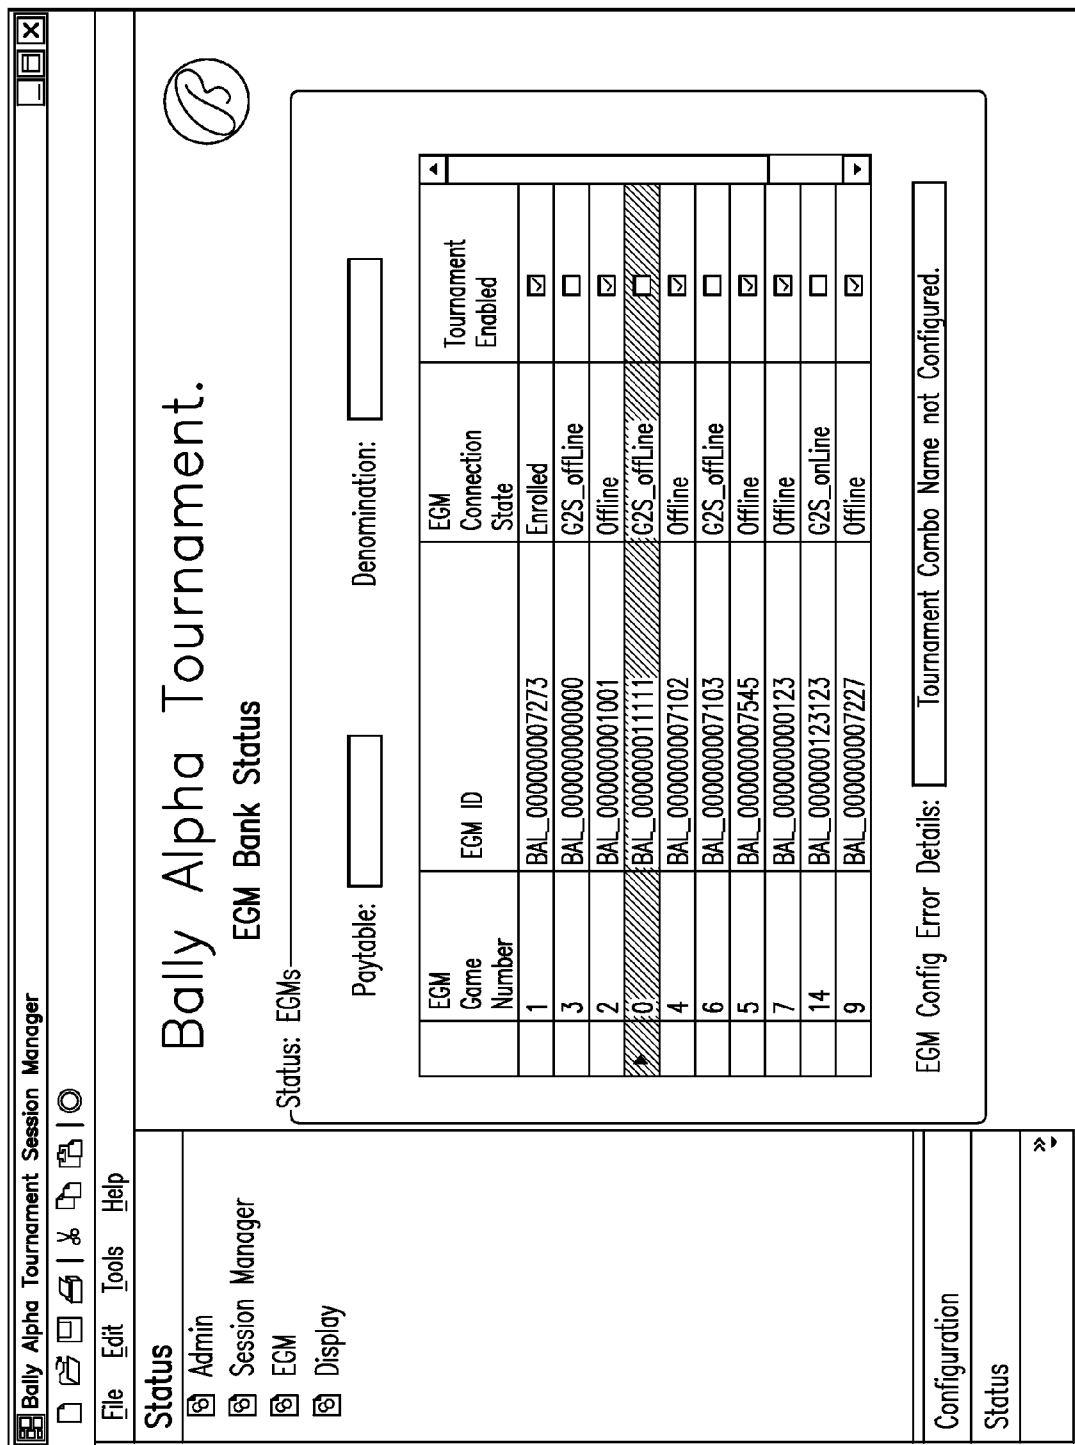 Bally Alpha Tournament Session Manager
File Edit Tools Help
Status
Admin
Session Manager
EGM
Display
Configuration
Status
Bally Alpha Tournament.
EGM Bank Status
Status: EGMs
Paytable: Denomination:
EGM Game Number EGM ID EGM Connection State Tournament Enabled
1 BAL_000000007273 Enrolled
3 BAL_000000000000 G2S_offLine
2 BAL_000000001001 Offline
0 BAL_000000011111 G2S_offLine
4 BAL_000000007102 Offline
6 BAL_000000007103 G2S_offLine
5 BAL_000000007545 Offline
7 BAL_000000000123 Offline
14 BAL_000000123123 G2S_onLine
9 BAL_000000007227 Offline
EGM Config Error Details: Tournament Combo Name not Configured.